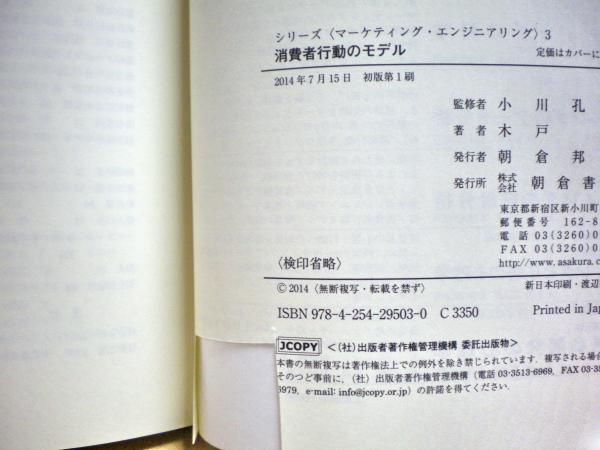 シリーズ〈マーケティング・エンジニアリング〉3
消費者行動のモデル
定価はカバーに
2014年7月15日 初版第1刷
監修者 小川孔
著者 木戸
発行者 朝倉邦
発行所 株式会社 朝倉書
東京都新宿区新小川町
郵便番号 162-8
電話 03(3260)0
FAX 03(3260)0
http://www.asakura.c
〈検印省略〉
©2014〈無断複写・転載を禁ず〉
新日本印刷・渡辺
ISBN 978-4-254-29503-0 C 3350
Printed in Jap
JCOPY <(社)出版者著作権管理機構 委託出版物>
本書の無断複写は著作権法上での例外を除き禁じられています.複写される場合
そのつど事前に,(社)出版者著作権管理機構(電話 03-3513-6969, FAX 03-35
6979, e-mail: info@jcopy.or.jp)の許諾を得てください.